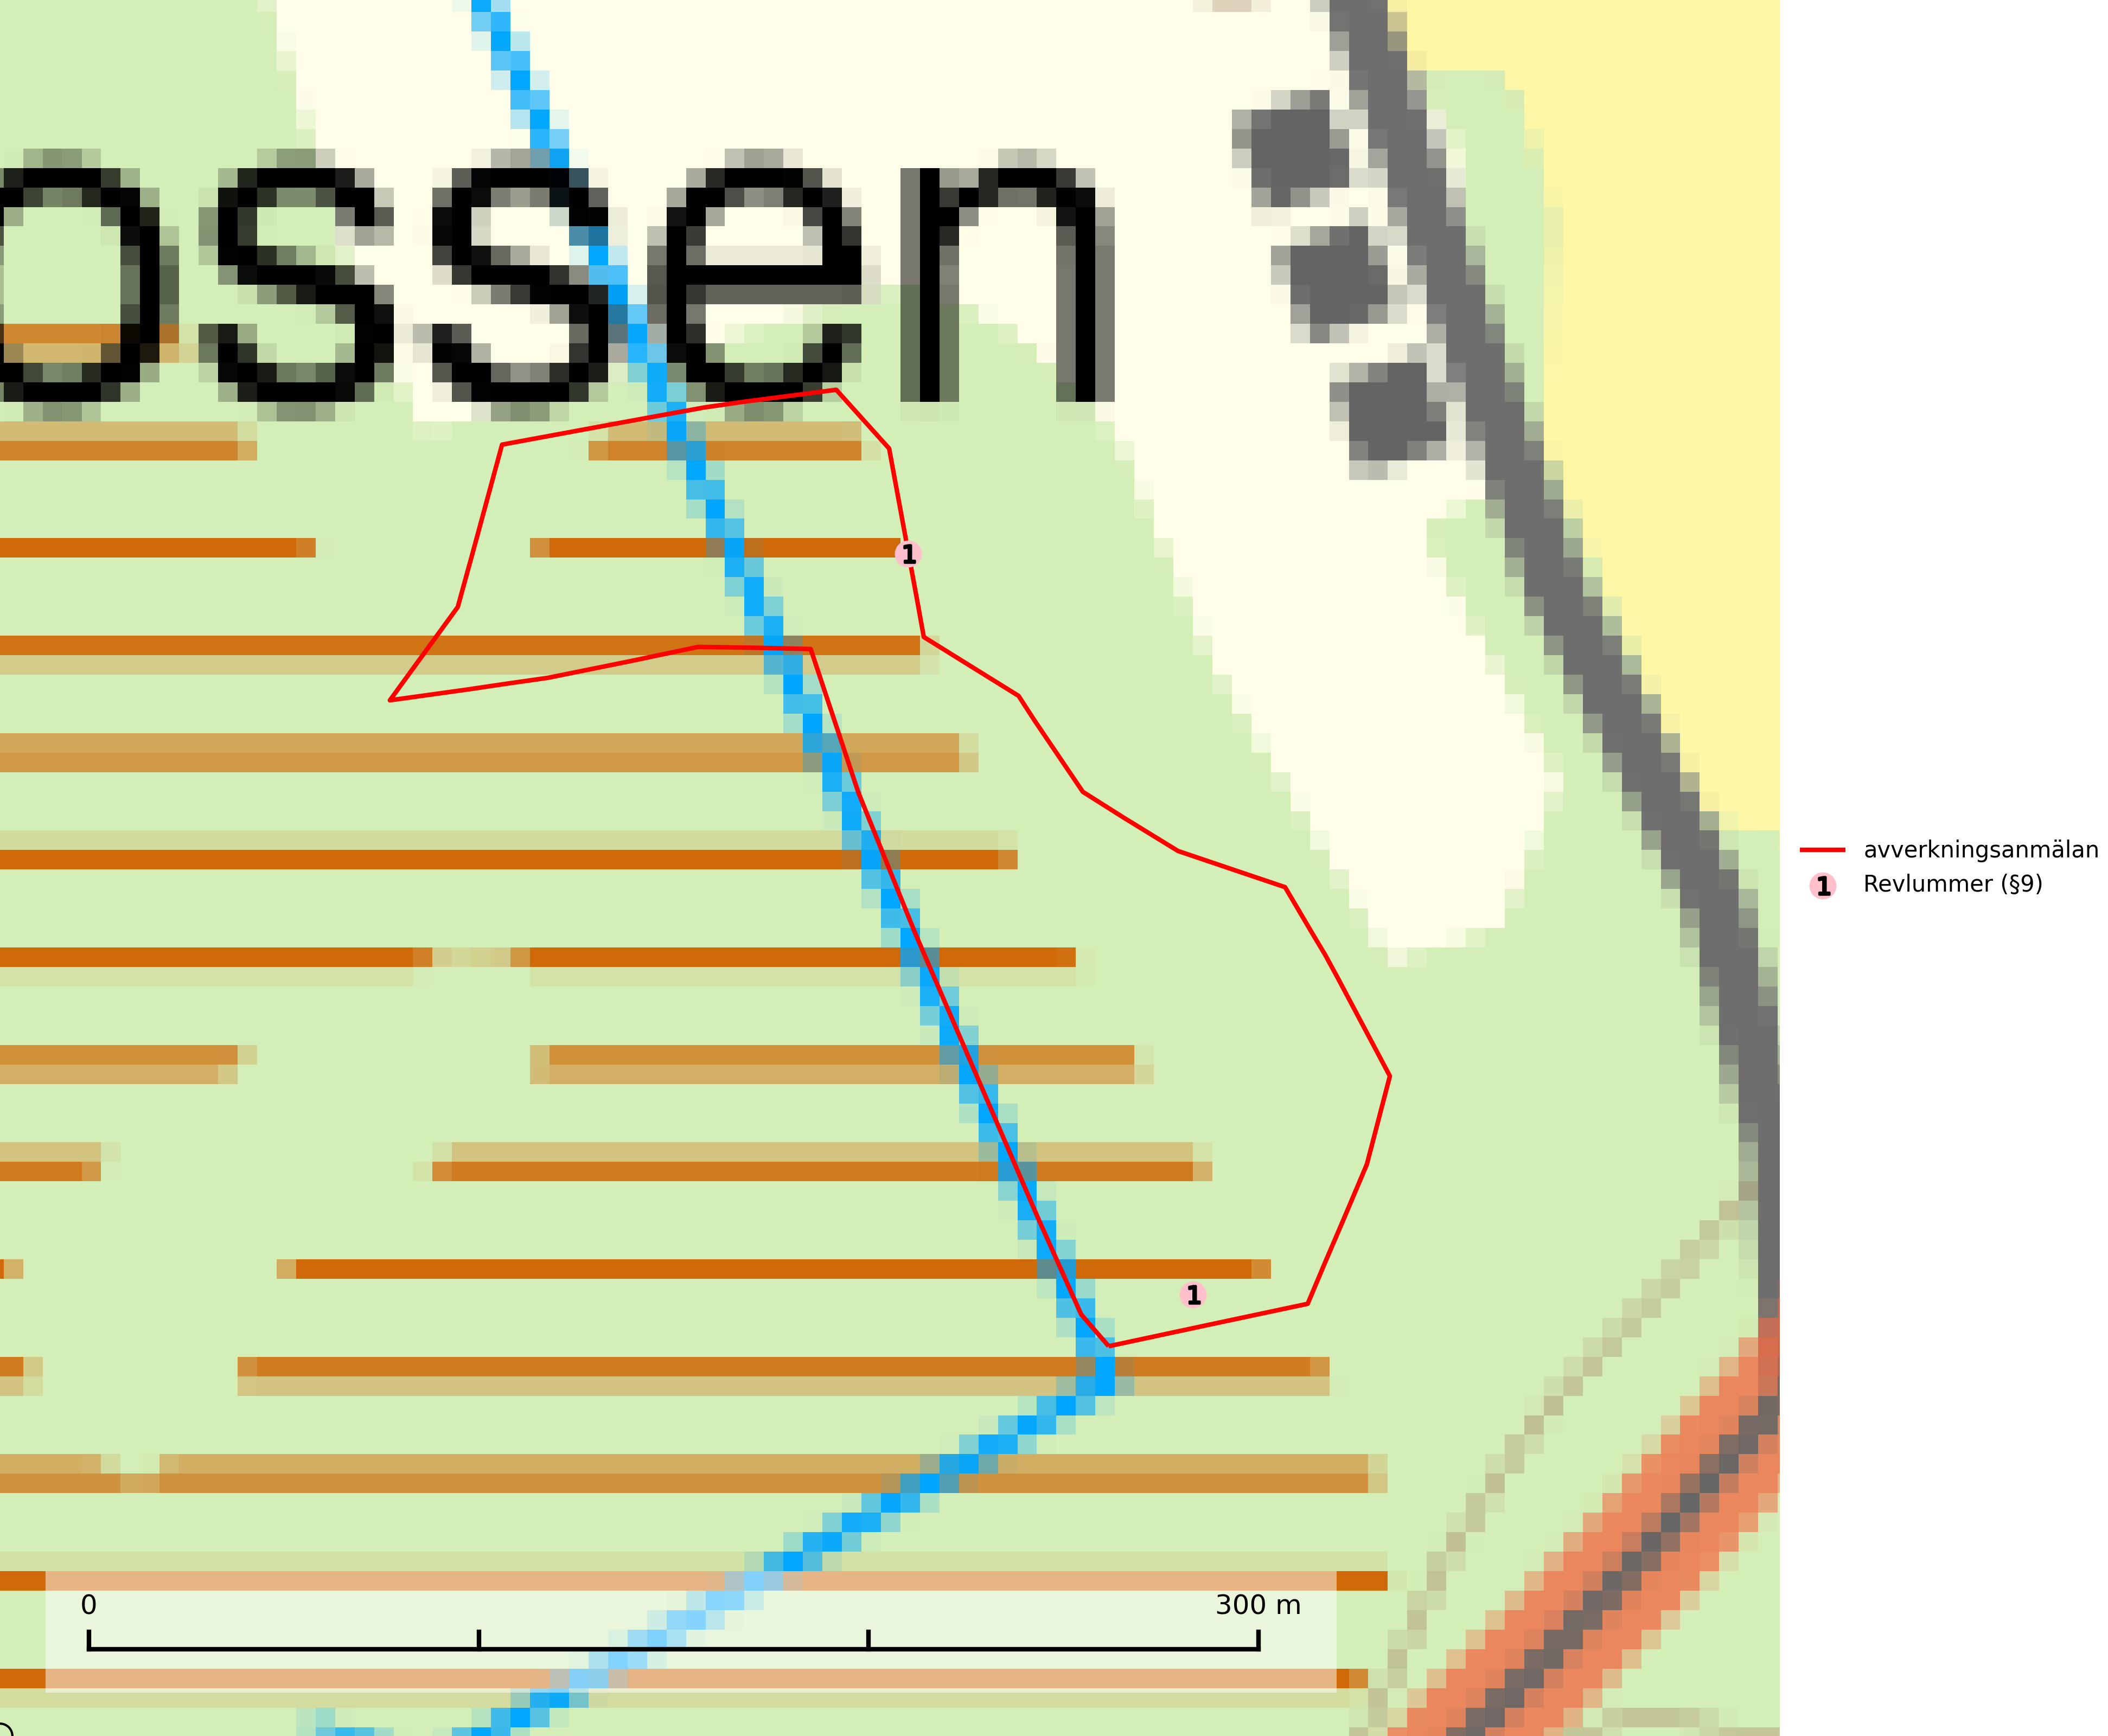 ossen
1
avverkningsanmälan
1 Revlummer (§9)
1
0 300 m